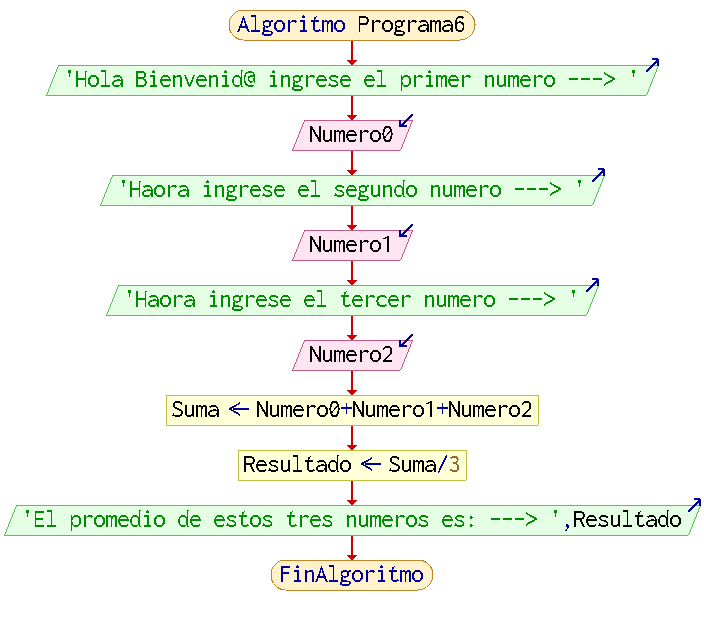 Algoritmo Programa6
'Hola Bienvenid@ ingrese el primer numero ---> '
Numero0
'Haora ingrese el segundo numero ---> '
Numero1
'Haora ingrese el tercer numero ---> '
Numero2
Suma ← Numero0+Numero1+Numero2
Resultado ← Suma/3
'El promedio de estos tres numeros es: ---> ',Resultado
FinAlgoritmo